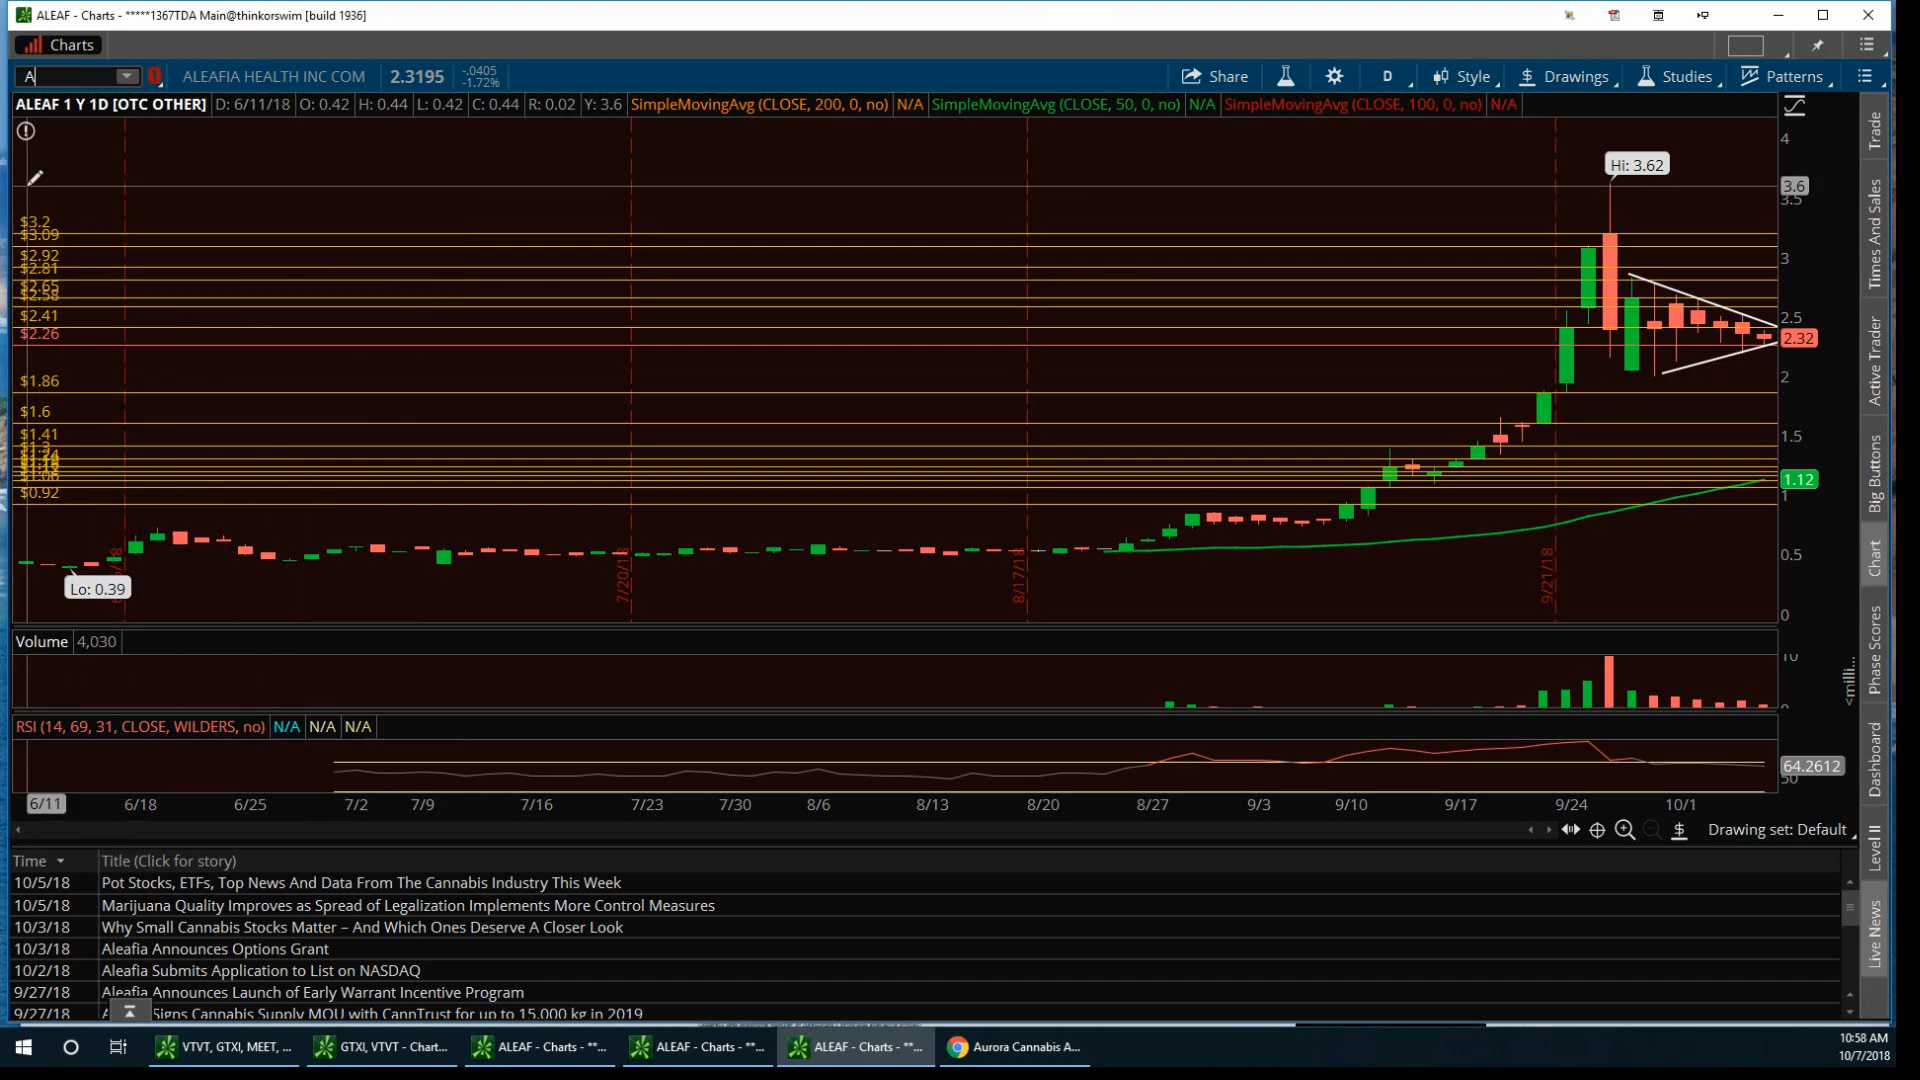 ALEAF - Charts - *****1367TDA Main@thinkorswim [build 1936]
Charts
A
ALEAFIA HEALTH INC COM
2.3195
-.0405
-1.72%
Share
D
Style
Drawings
Studies
Patterns
ALEAF 1 Y 1D [OTC OTHER] D: 6/11/18 O: 0.42 H: 0.44 L: 0.42 C: 0.44 R: 0.02 Y: 3.6 SimpleMovingAvg (CLOSE, 200, 0, no) N/A SimpleMovingAvg (CLOSE, 50, 0, no) N/A SimpleMovingAvg (CLOSE, 100, 0, no) N/A
4
Hi: 3.62
3.6
3.5
$3.2
$3.09
$2.92
$2.81
$2.65
$2.58
$2.41
$2.26
$1.86
$1.6
$1.41
$0.92
3
2.5
2.32
2
1.5
1.12
1
0.5
0
Lo: 0.39
7/20/18
8/17/18
9/21/18
Volume 4,030
10
0
<milli...
RSI (14, 69, 31, CLOSE, WILDERS, no) N/A N/A N/A
64.2612
50
6/11 6/18 6/25 7/2 7/9 7/16 7/23 7/30 8/6 8/13 8/20 8/27 9/3 9/10 9/17 9/24 10/1
Drawing set: Default
Time Title (Click for story)
10/5/18 Pot Stocks, ETFs, Top News And Data From The Cannabis Industry This Week
10/5/18 Marijuana Quality Improves as Spread of Legalization Implements More Control Measures
10/3/18 Why Small Cannabis Stocks Matter – And Which Ones Deserve A Closer Look
10/3/18 Aleafia Announces Options Grant
10/2/18 Aleafia Submits Application to List on NASDAQ
9/27/18 Aleafia Announces Launch of Early Warrant Incentive Program
9/27/18 Signs Cannabis Supply MOU with CannTrust for up to 15,000 kg in 2019
Trade
Times And Sales
Active Trader
Big Buttons
Chart
Phase Scores
Dashboard
Level II
Live News
VTVT, GTXI, MEET, ...
GTXI, VTVT - Chart...
ALEAF - Charts - **...
ALEAF - Charts - **...
ALEAF - Charts - **...
Aurora Cannabis A...
10:58 AM
10/7/2018